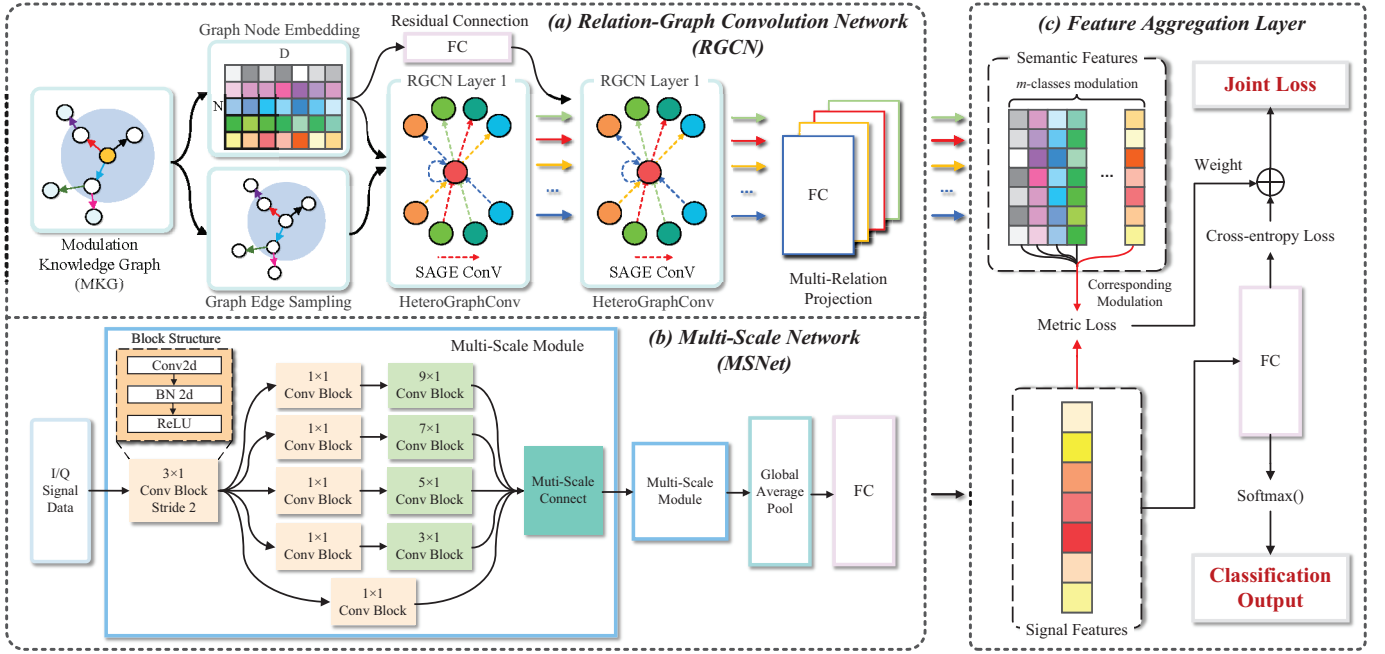 (a) Relation-Graph Convolution Network
(RGCN)
Graph Node Embedding
D
N
Residual Connection
FC
RGCN Layer 1
SAGE ConV
HeteroGraphConv
RGCN Layer 1
SAGE ConV
HeteroGraphConv
...
...
FC
Multi-Relation
Projection
...
Modulation
Knowledge Graph
(MKG)
Graph Edge Sampling
(b) Multi-Scale Network
(MSNet)
Multi-Scale Module
Block Structure
Conv2d
BN 2d
ReLU
I/Q
Signal
Data
3×1
Conv Block
Stride 2
1×1
Conv Block
9×1
Conv Block
1×1
Conv Block
7×1
Conv Block
1×1
Conv Block
5×1
Conv Block
1×1
Conv Block
3×1
Conv Block
1×1
Conv Block
Muti-Scale
Connect
Multi-Scale
Module
Global
Average
Pool
FC
(c) Feature Aggregation Layer
Semantic Features
m-classes modulation
...
Corresponding
Modulation
Metric Loss
Signal Features
Joint Loss
Weight
Cross-entropy Loss
FC
Softmax()
Classification
Output